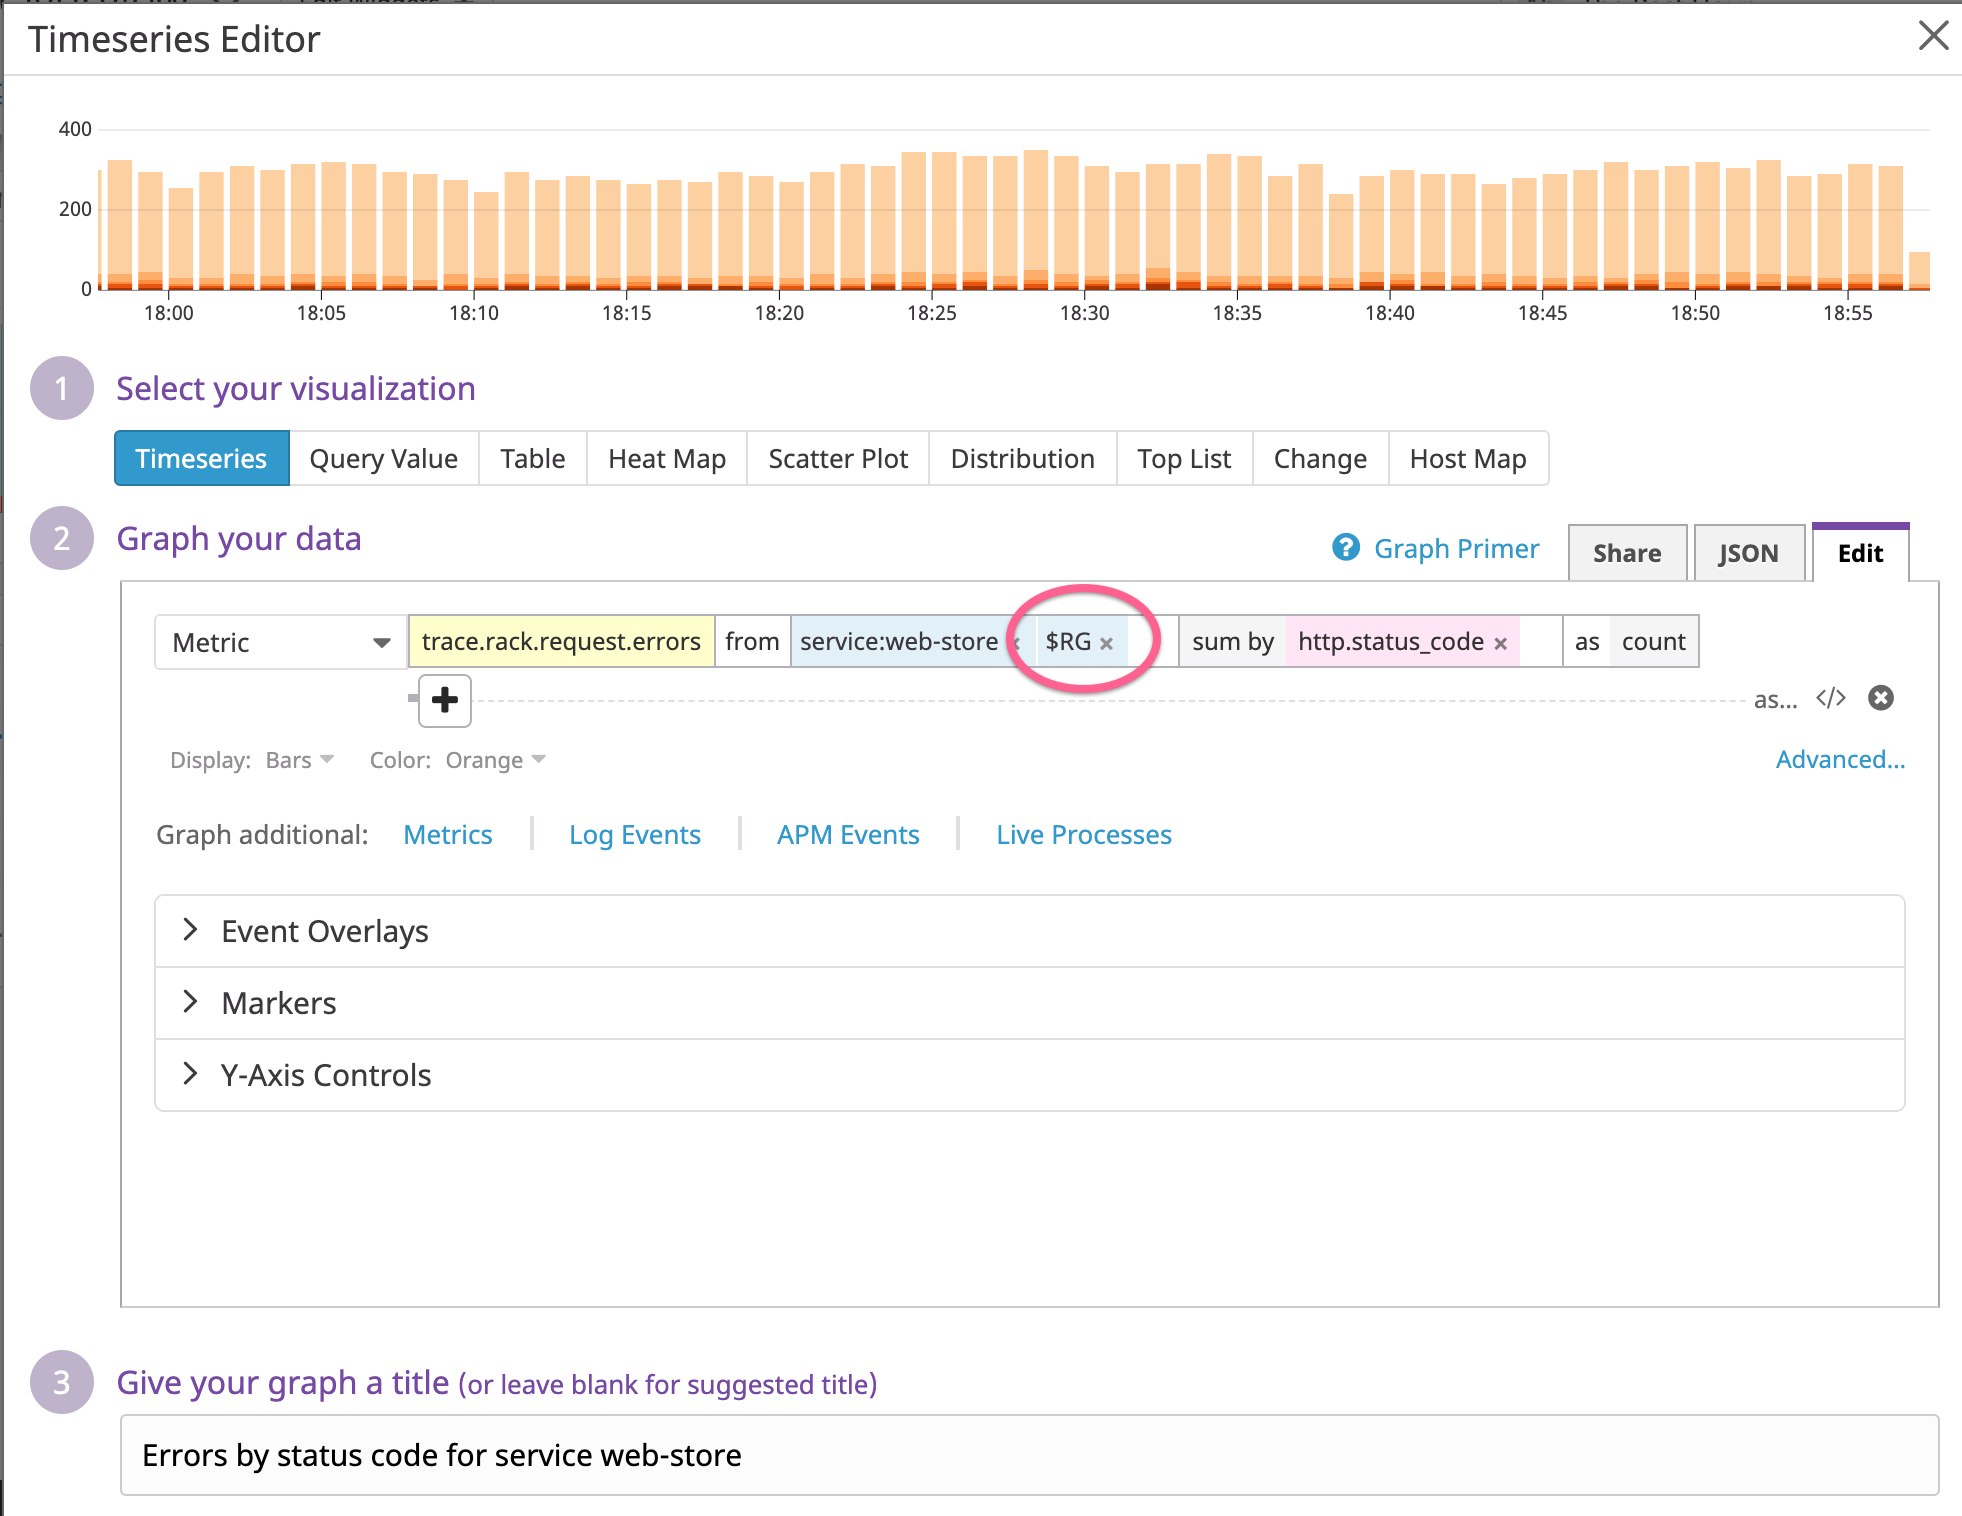 Timeseries Editor
400
200
0
18:00 18:05 18:10 18:15 18:20 18:25 18:30 18:35 18:40 18:45 18:50 18:55
1 Select your visualization
Timeseries Query Value Table Heat Map Scatter Plot Distribution Top List Change Host Map
2 Graph your data
? Graph Primer Share JSON Edit
Metric trace.rack.request.errors from service:web-store × $RG × sum by http.status_code × as count
+ as... </>
Display: Bars Color: Orange Advanced...
Graph additional: Metrics Log Events APM Events Live Processes
Event Overlays
Markers
Y-Axis Controls
3 Give your graph a title (or leave blank for suggested title)
Errors by status code for service web-store